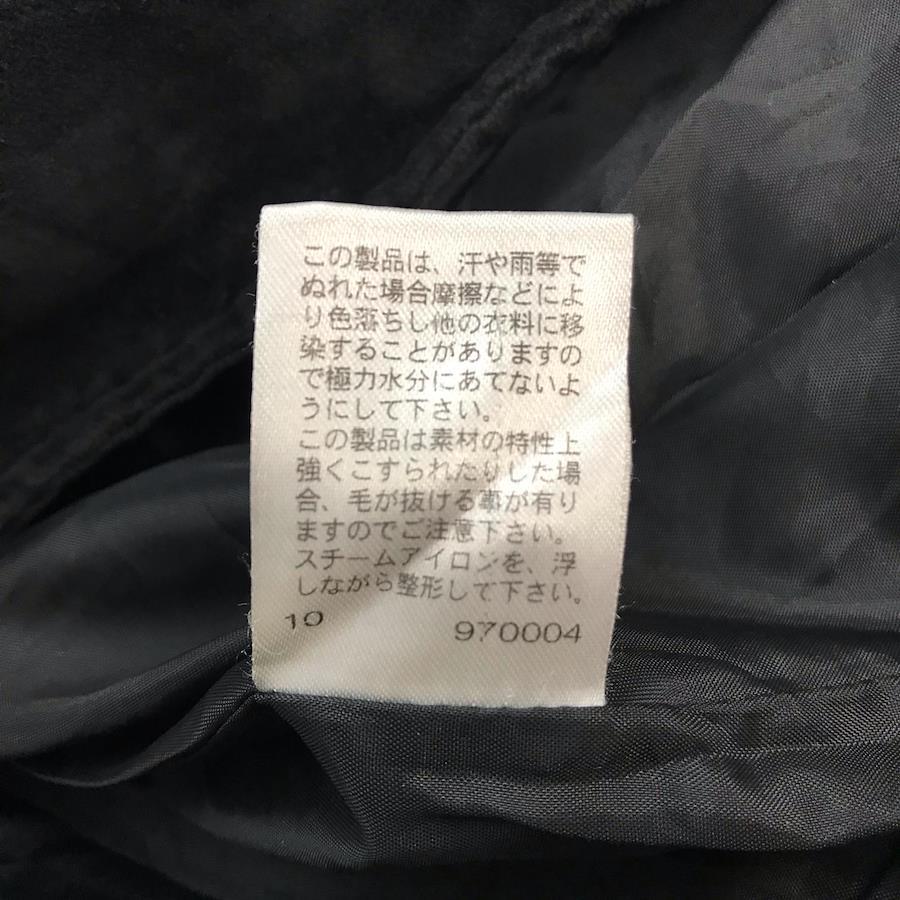 この製品は、汗や雨等で
ぬれた場合摩擦などによ
り色落ちし他の衣料に移
染することがありますの
で極力水分にあてないよ
うにして下さい。
この製品は素材の特性上
強くこすられたりした場
合、毛が抜ける事が有り
ますのでご注意下さい。
スチームアイロンを、浮
しながら整形して下さい。
10 970004